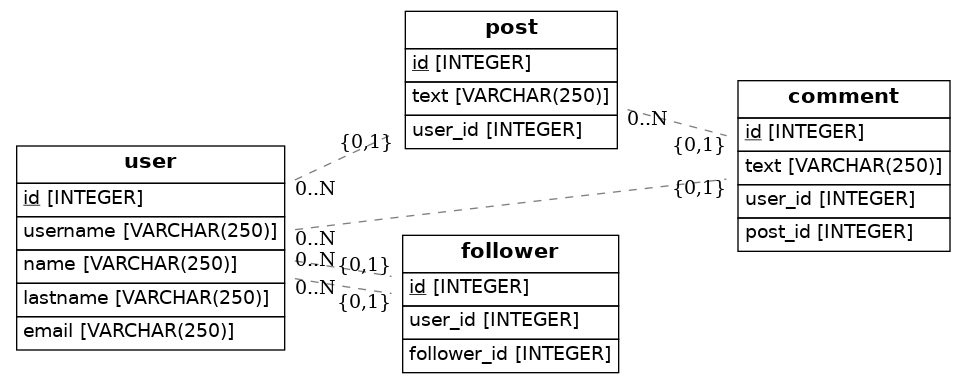 post
id [INTEGER]
text [VARCHAR(250)]
user_id [INTEGER]
comment
id [INTEGER]
text [VARCHAR(250)]
user_id [INTEGER]
post_id [INTEGER]
user
id [INTEGER]
username [VARCHAR(250)]
name [VARCHAR(250)]
lastname [VARCHAR(250)]
email [VARCHAR(250)]
follower
id [INTEGER]
user_id [INTEGER]
follower_id [INTEGER]
{0,1}
0..N
0..N
{0,1}
{0,1}
0..N
0..N
{0,1}
0..N
{0,1}